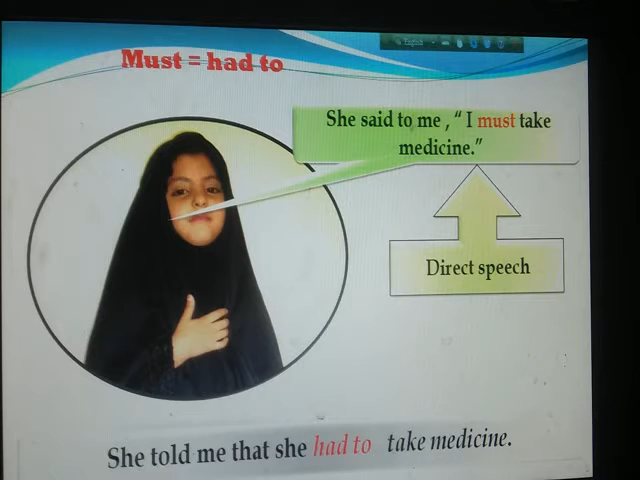 English
Must = had to
She said to me , “ I must take
medicine.”
Direct speech
She told me that she had to take medicine.